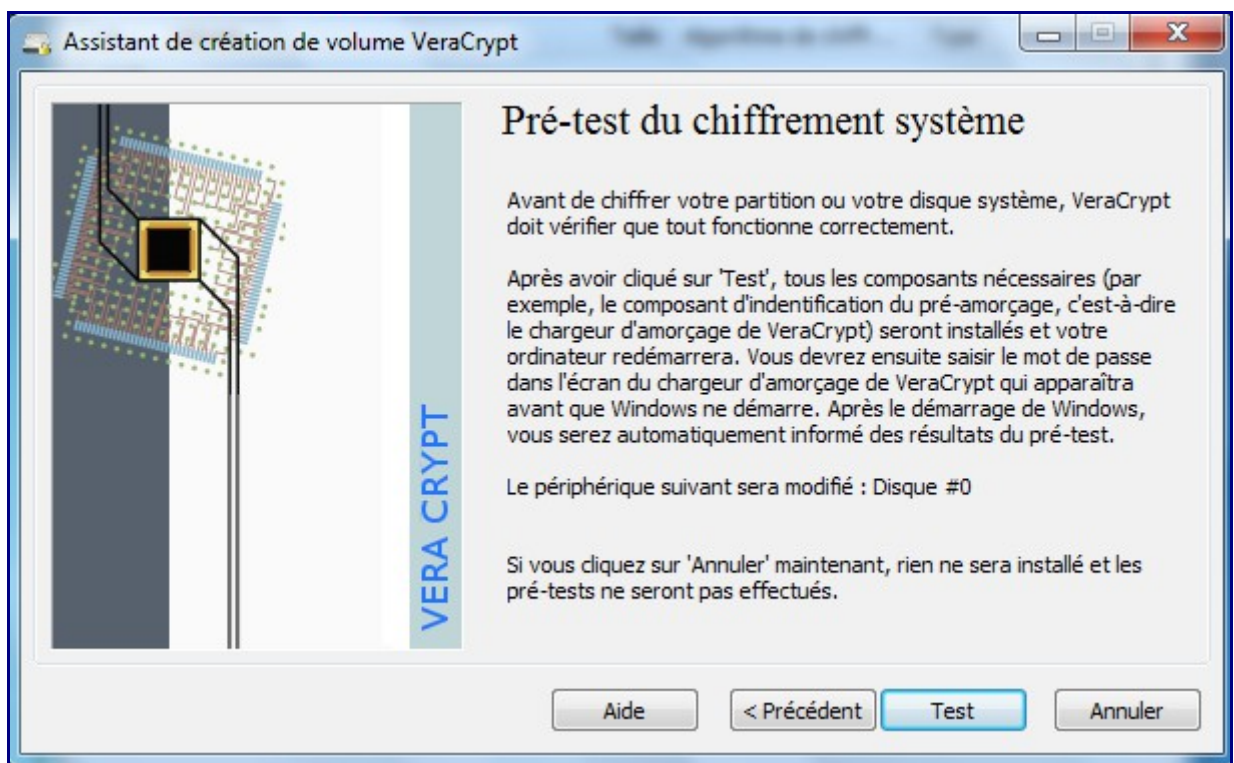 Assistant de création de volume VeraCrypt
Pré-test du chiffrement système
Avant de chiffrer votre partition ou votre disque système, VeraCrypt
doit vérifier que tout fonctionne correctement.
Après avoir cliqué sur 'Test', tous les composants nécessaires (par
exemple, le composant d'indentification du pré-amorçage, c'est-à-dire
le chargeur d'amorçage de VeraCrypt) seront installés et votre
ordinateur redémarrera. Vous devrez ensuite saisir le mot de passe
dans l'écran du chargeur d'amorçage de VeraCrypt qui apparaîtra
avant que Windows ne démarre. Après le démarrage de Windows,
vous serez automatiquement informé des résultats du pré-test.
Le périphérique suivant sera modifié : Disque #0
Si vous cliquez sur 'Annuler' maintenant, rien ne sera installé et les
pré-tests ne seront pas effectués.
VERA CRYPT
Aide
< Précédent
Test
Annuler